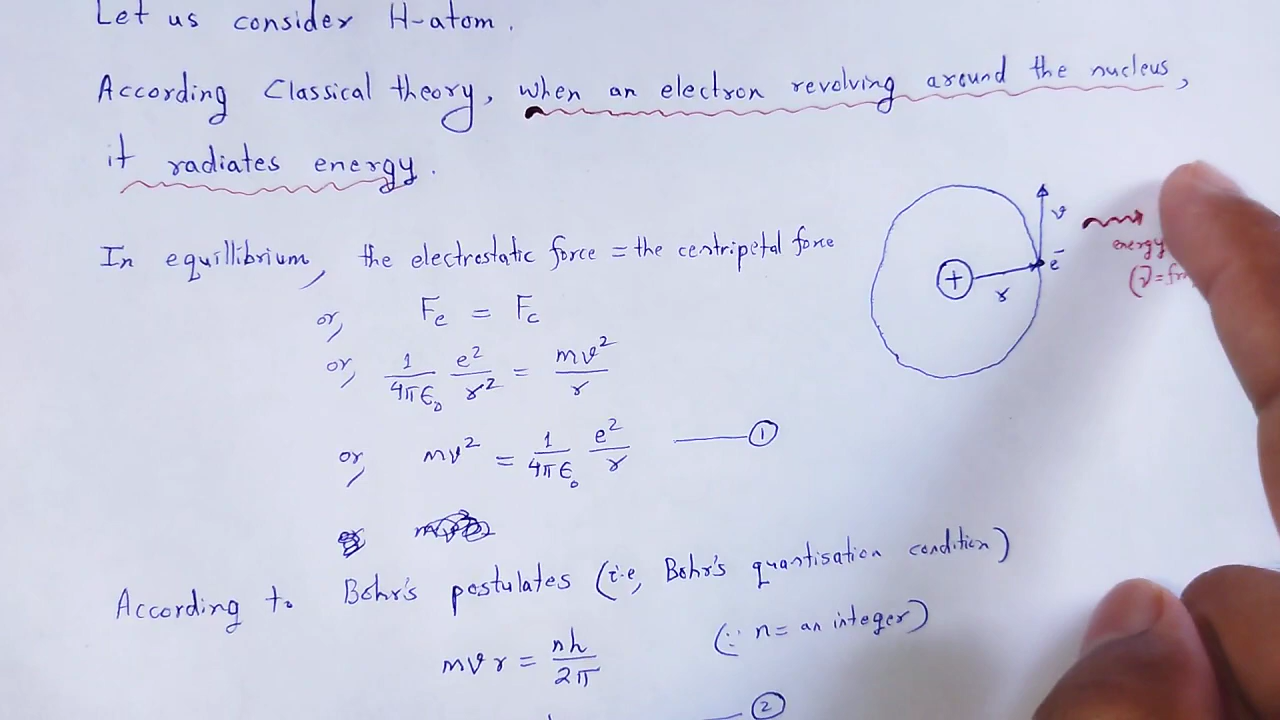 Let us consider H-atom.
According Classical theory, when an electron revolving around the nucleus,
it radiates energy.
In equillibrium, the electrostatic force = the centripetal force
or, Fe = Fc
or, 1/4πϵ₀ e²/r² = mv²/r
or, mv² = 1/4πϵ₀ e²/r —— ①
According to Bohr's postulates (i.e, Bohr's quantisation condition)
mvr = nh/2π (∵ n = an integer)
②
v
e⁻
+
r
energy
(ν =